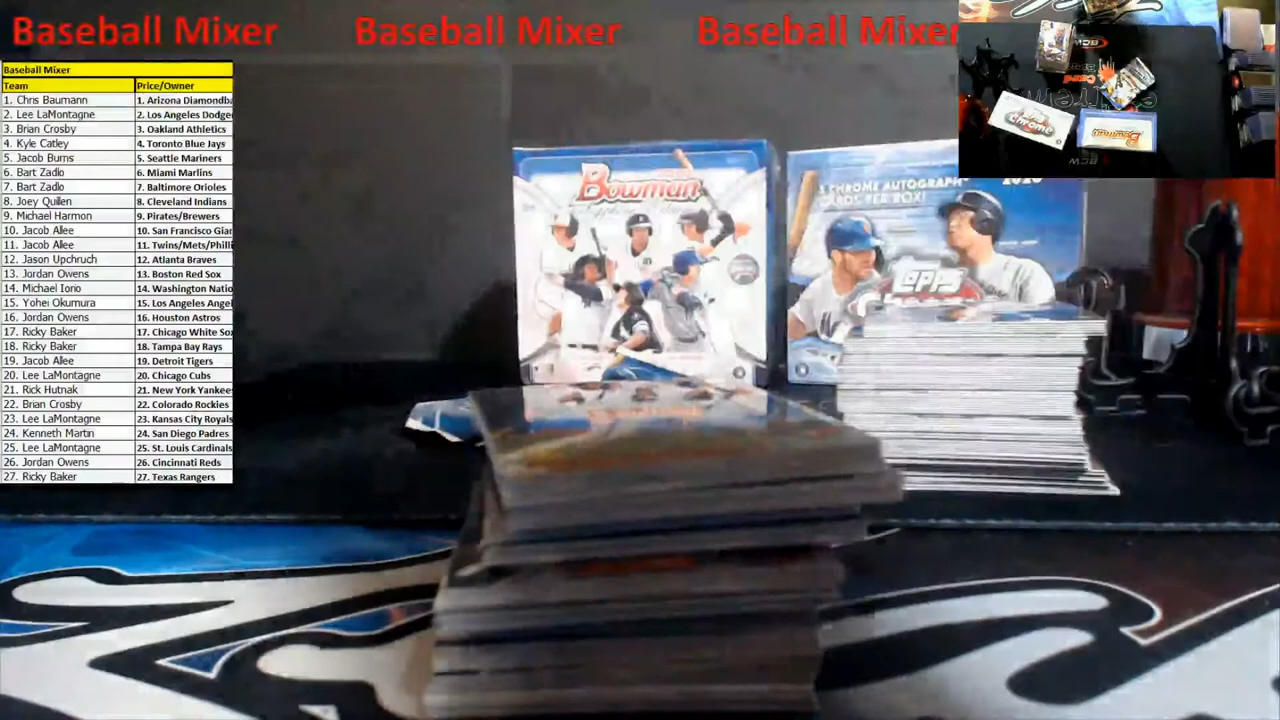 Baseball Mixer Baseball Mixer Baseball Mixer
Baseball Mixer
Team Price/Owner
1. Chris Baumann 1. Arizona Diamondba
2. Lee LaMontagne 2. Los Angeles Dodge
3. Brian Crosby 3. Oakland Athletics
4. Kyle Catley 4. Toronto Blue Jays
5. Jacob Burns 5. Seattle Mariners
6. Bart Zadlo 6. Miami Marlins
7. Bart Zadlo 7. Baltimore Orioles
8. Joey Quillen 8. Cleveland Indians
9. Michael Harmon 9. Pirates/Brewers
10. Jacob Allee 10. San Francisco Gian
11. Jacob Allee 11. Twins/Mets/Philli
12. Jason Upchruch 12. Atlanta Braves
13. Jordan Owens 13. Boston Red Sox
14. Michael Iorio 14. Washington Natio
15. Yohei Okumura 15. Los Angeles Angel
16. Jordan Owens 16. Houston Astros
17. Ricky Baker 17. Chicago White Sox
18. Ricky Baker 18. Tampa Bay Rays
19. Jacob Allee 19. Detroit Tigers
20. Lee LaMontagne 20. Chicago Cubs
21. Rick Hutnak 21. New York Yankee
22. Brian Crosby 22. Colorado Rockies
23. Lee LaMontagne 23. Kansas City Royals
24. Kenneth Martin 24. San Diego Padres
25. Lee LaMontagne 25. St. Louis Cardinals
26. Jordan Owens 26. Cincinnati Reds
27. Ricky Baker 27. Texas Rangers
Bowman
CHROME AUTOGRAPH
CARDS PER BOX!
Topps
Chrome
Bowman
BCW